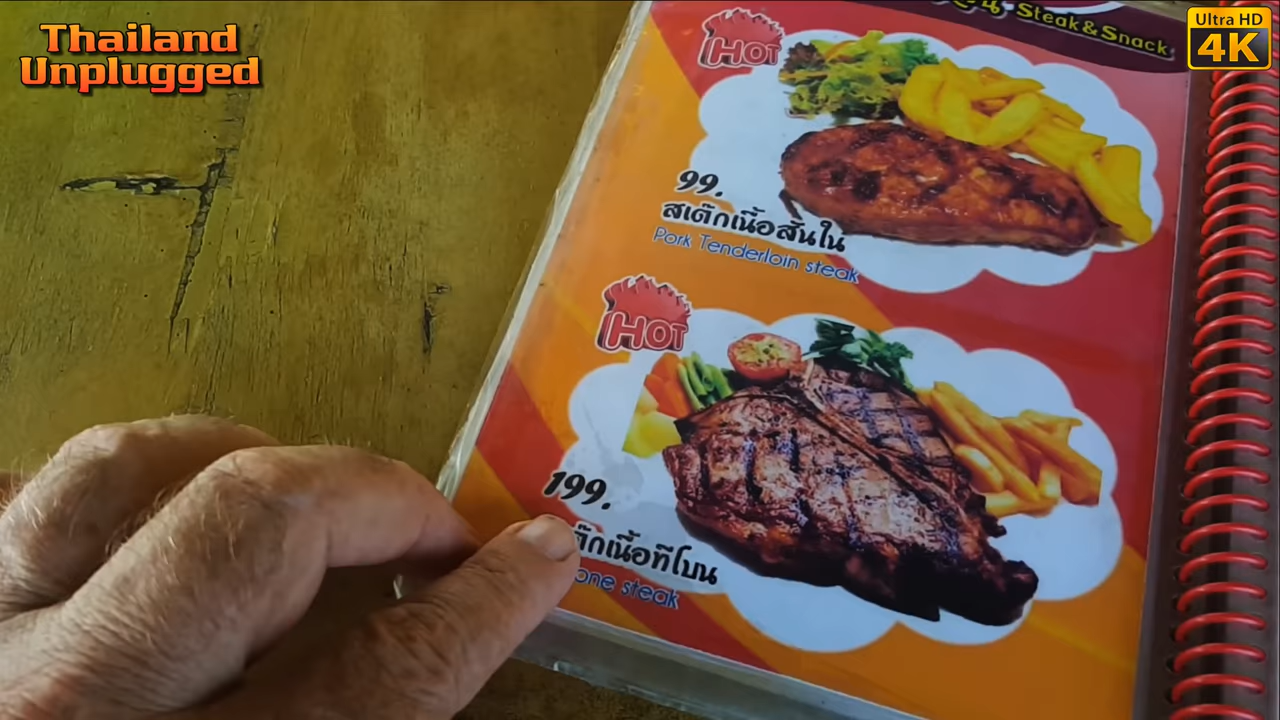 Thailand
Unplugged
Ultra HD
4K
Steak & Snack
HOT
99.
สเต๊กเนื้อสันใน
Pork Tenderloin steak
HOT
199.
ต๊กเนื้อทีโบน
one steak